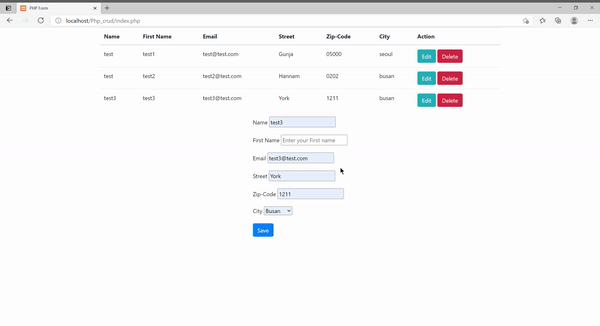 PHP Form
localhost/Php_crud/index.php
Name First Name Email Street Zip-Code City Action
test test1 test@test.com Gunja 05000 seoul Edit Delete
test test2 test2@test.com Hannam 0202 busan Edit Delete
test3 test3 test3@test.com York 1211 busan Edit Delete
Name test3
First Name Enter your First name
Email test3@test.com
Street York
Zip-Code 1211
City Busan
Save